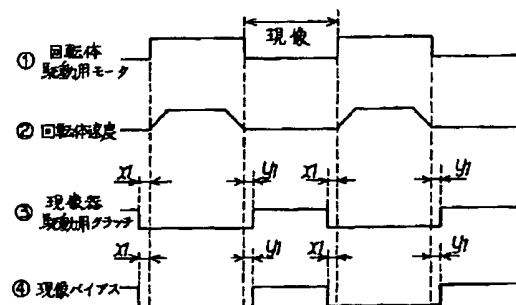 現像
① 回転体
駆動用モータ
② 回転体速度
x1 y1 x1 y1
③ 現像器
駆動用クラッチ
x1 y1 x1 y1
④ 現像バイアス